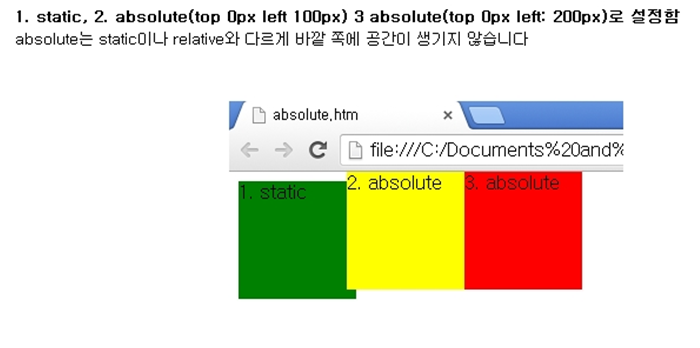 1. static, 2. absolute(top 0px left 100px) 3 absolute(top 0px left: 200px)로 설정함
absolute는 static이나 relative와 다르게 바깥 쪽에 공간이 생기지 않습니다
absolute.htm
file:///C:/Documents%20and%
1. static
2. absolute
3. absolute